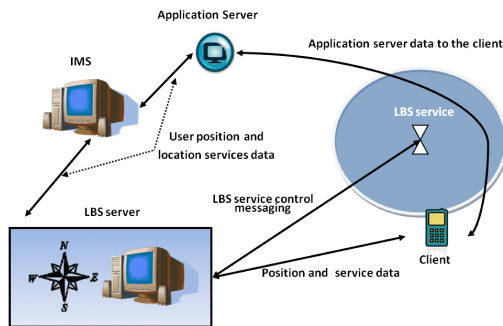 Application Server
Application server data to the client
IMS
LBS service
User position and
location services data
LBS service control
messaging
LBS server
N
W
E
S
Position and service data
Client